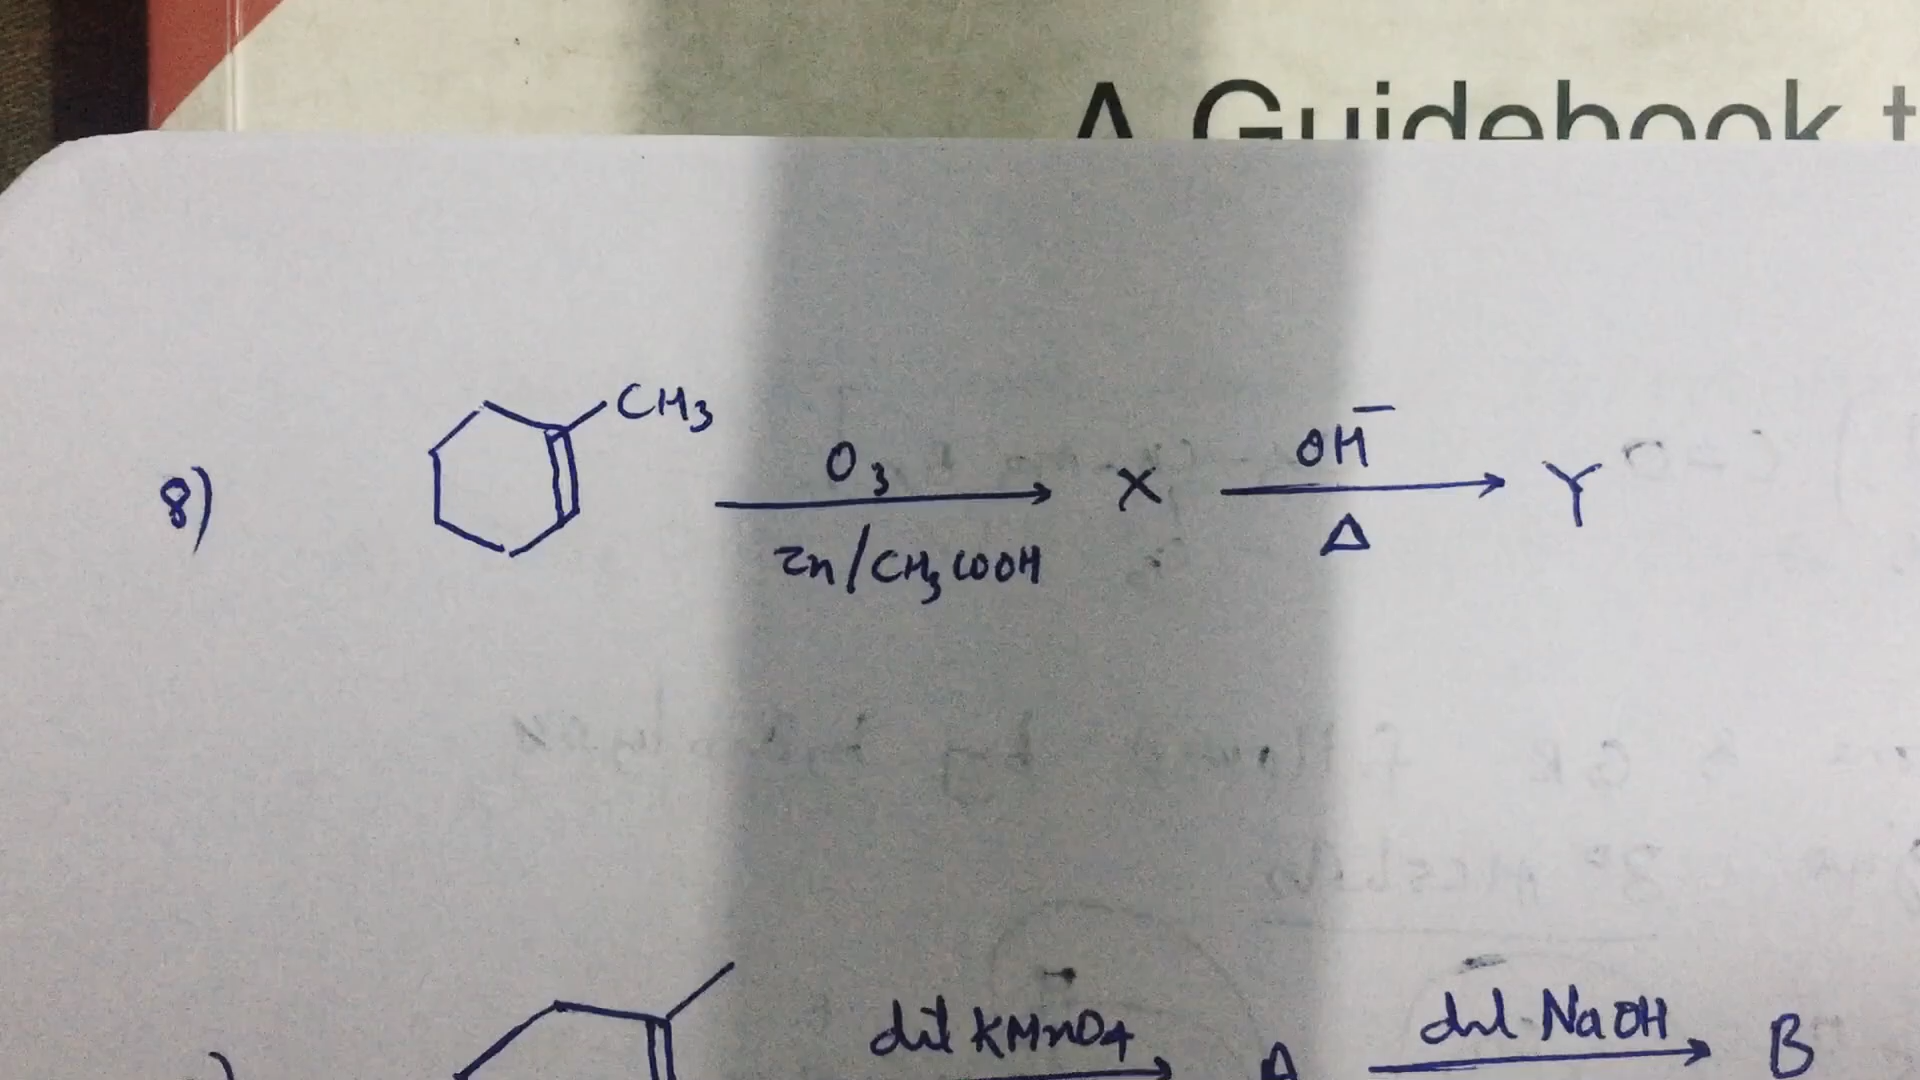 A Guidebook t
CH3
8) O3 X OH⁻ Y
Zn/CH3COOH Δ
dil KMnO4 A dil. NaOH B